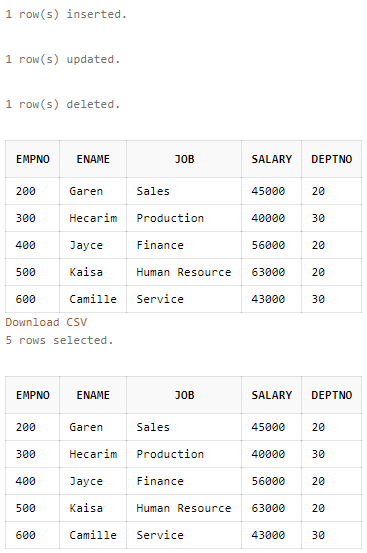 1 row(s) inserted.
1 row(s) updated.
1 row(s) deleted.
EMPNO ENAME JOB SALARY DEPTNO
200 Garen Sales 45000 20
300 Hecarim Production 40000 30
400 Jayce Finance 56000 20
500 Kaisa Human Resource 63000 20
600 Camille Service 43000 30
Download CSV
5 rows selected.
EMPNO ENAME JOB SALARY DEPTNO
200 Garen Sales 45000 20
300 Hecarim Production 40000 30
400 Jayce Finance 56000 20
500 Kaisa Human Resource 63000 20
600 Camille Service 43000 30